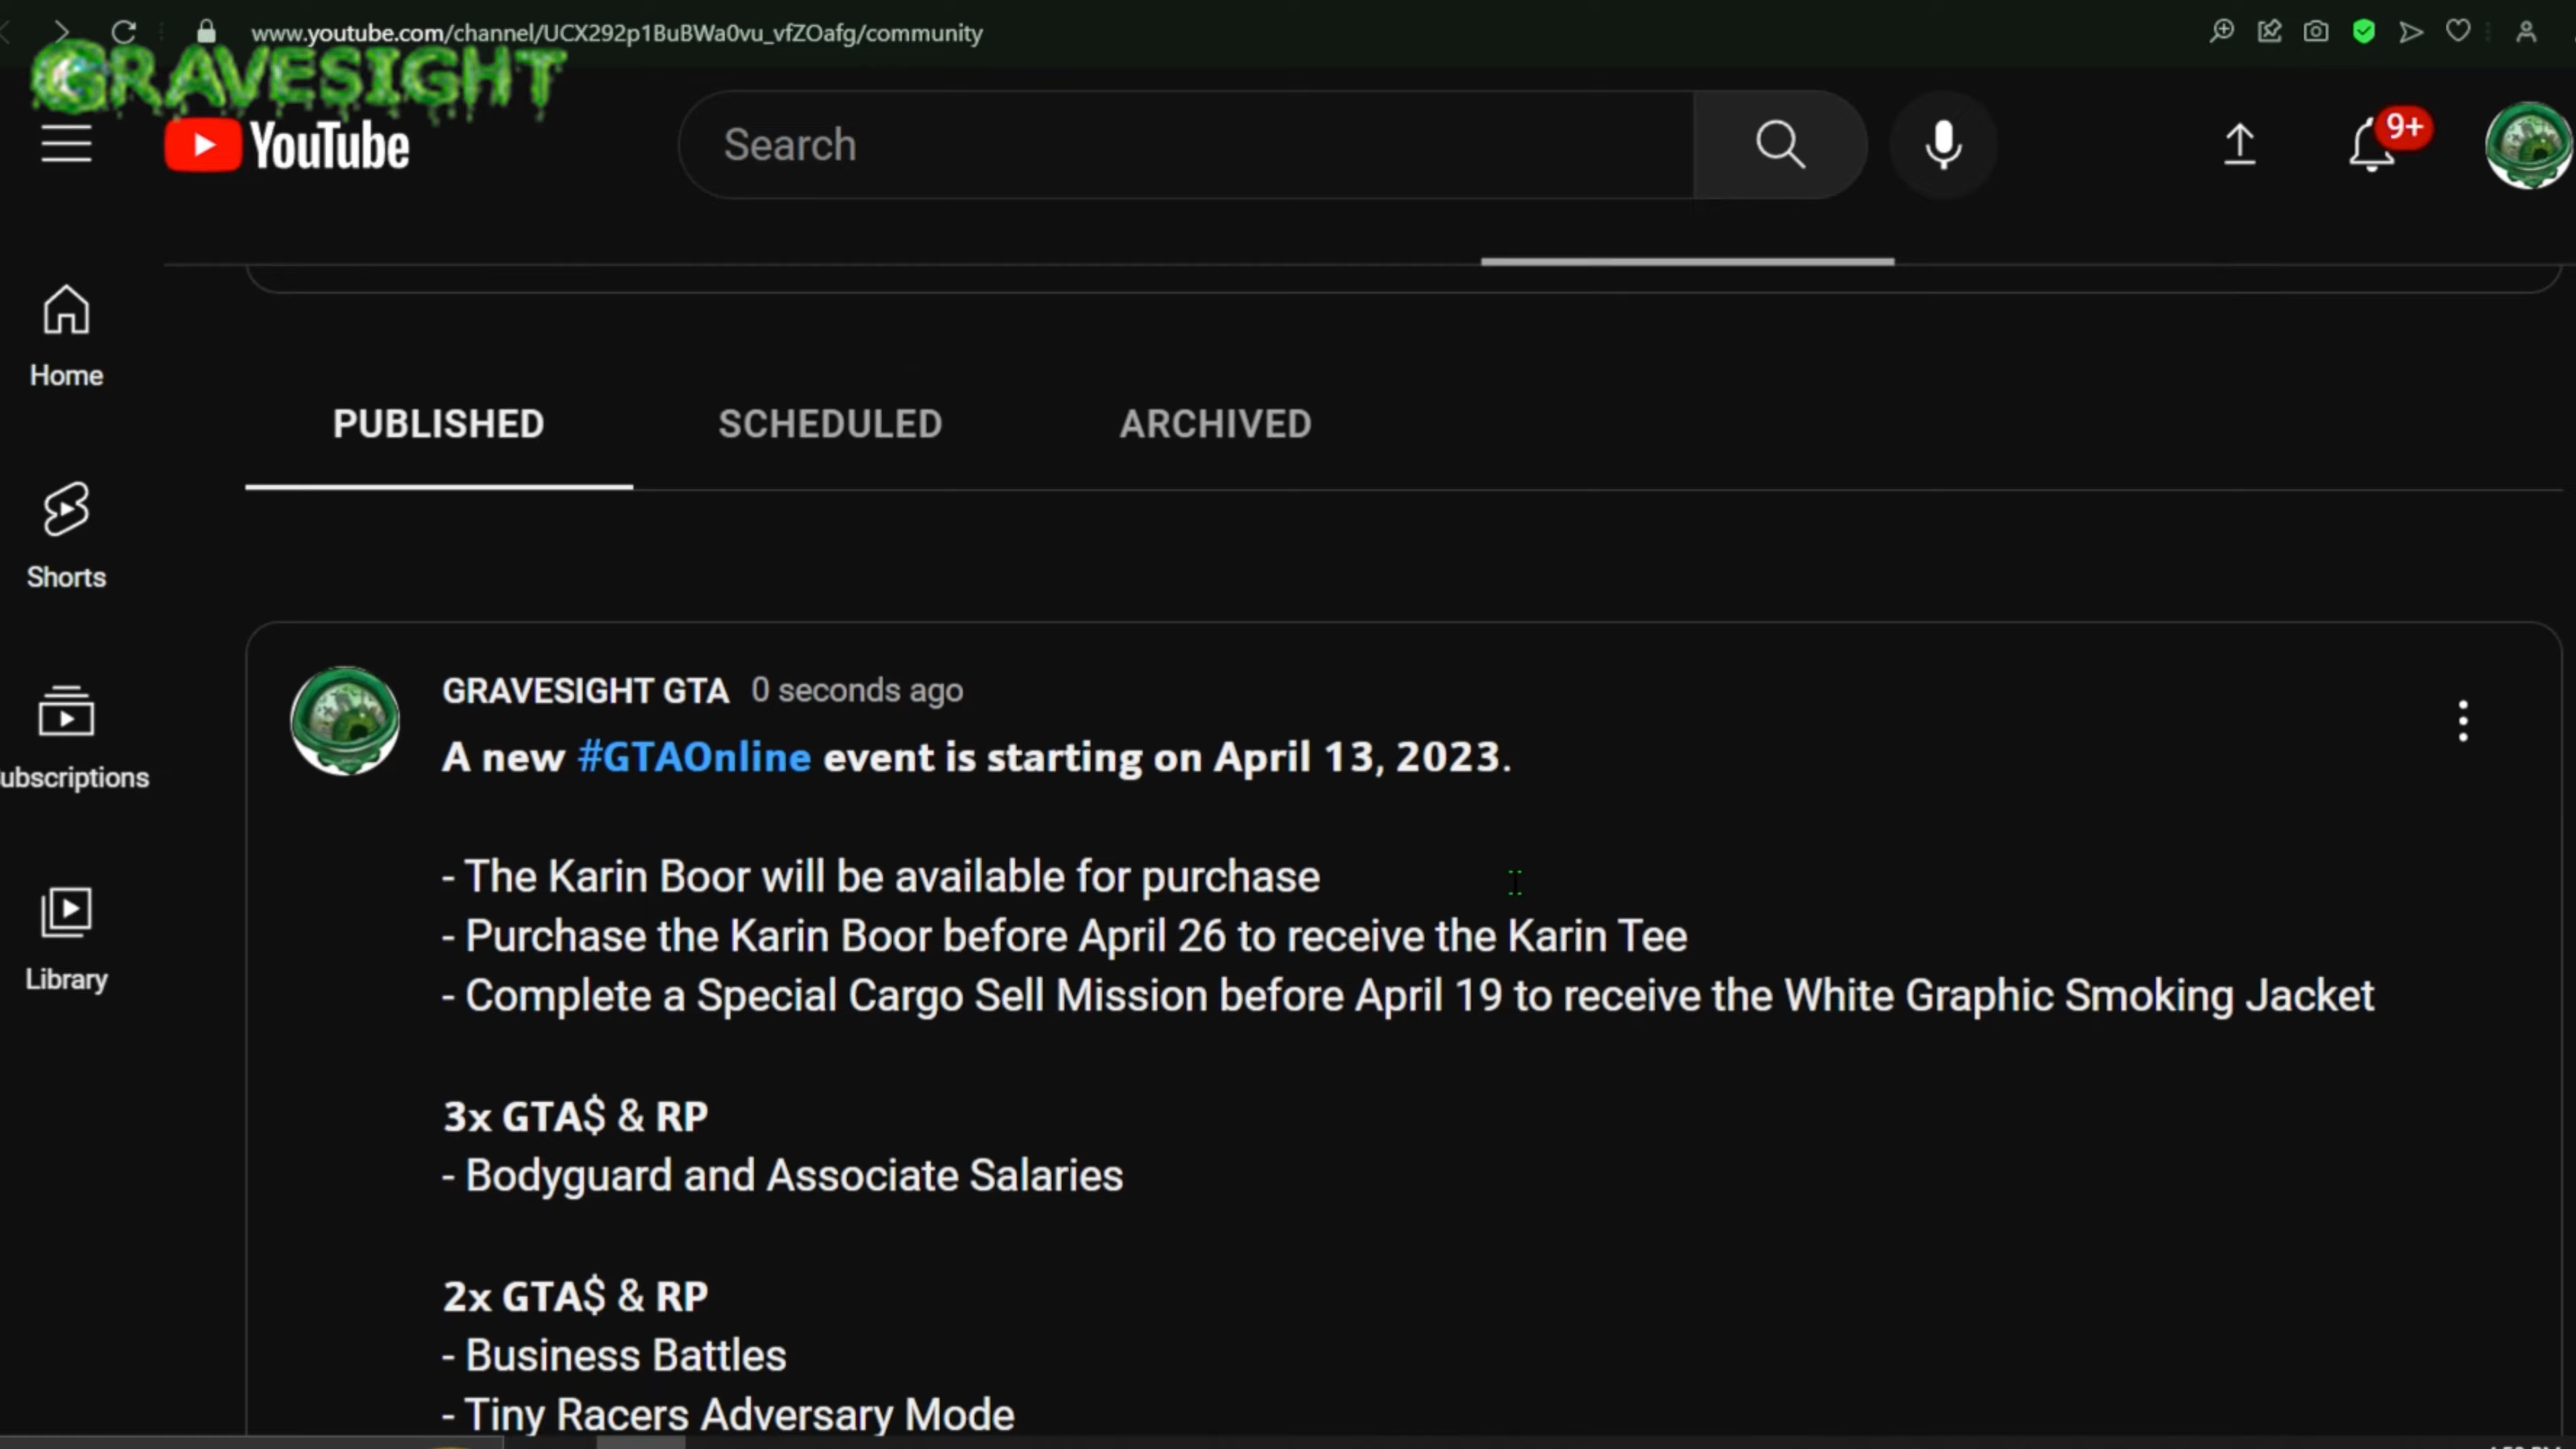 www.youtube.com/channel/UCX292p1BuBWa0vu_vfZOafg/community
GRAVESIGHT
YouTube
Search
9+
Home
Shorts
ubscriptions
Library
PUBLISHED
SCHEDULED
ARCHIVED
GRAVESIGHT GTA 0 seconds ago
A new #GTAOnline event is starting on April 13, 2023.
- The Karin Boor will be available for purchase
- Purchase the Karin Boor before April 26 to receive the Karin Tee
- Complete a Special Cargo Sell Mission before April 19 to receive the White Graphic Smoking Jacket
3x GTA$ & RP
- Bodyguard and Associate Salaries
2x GTA$ & RP
- Business Battles
- Tiny Racers Adversary Mode